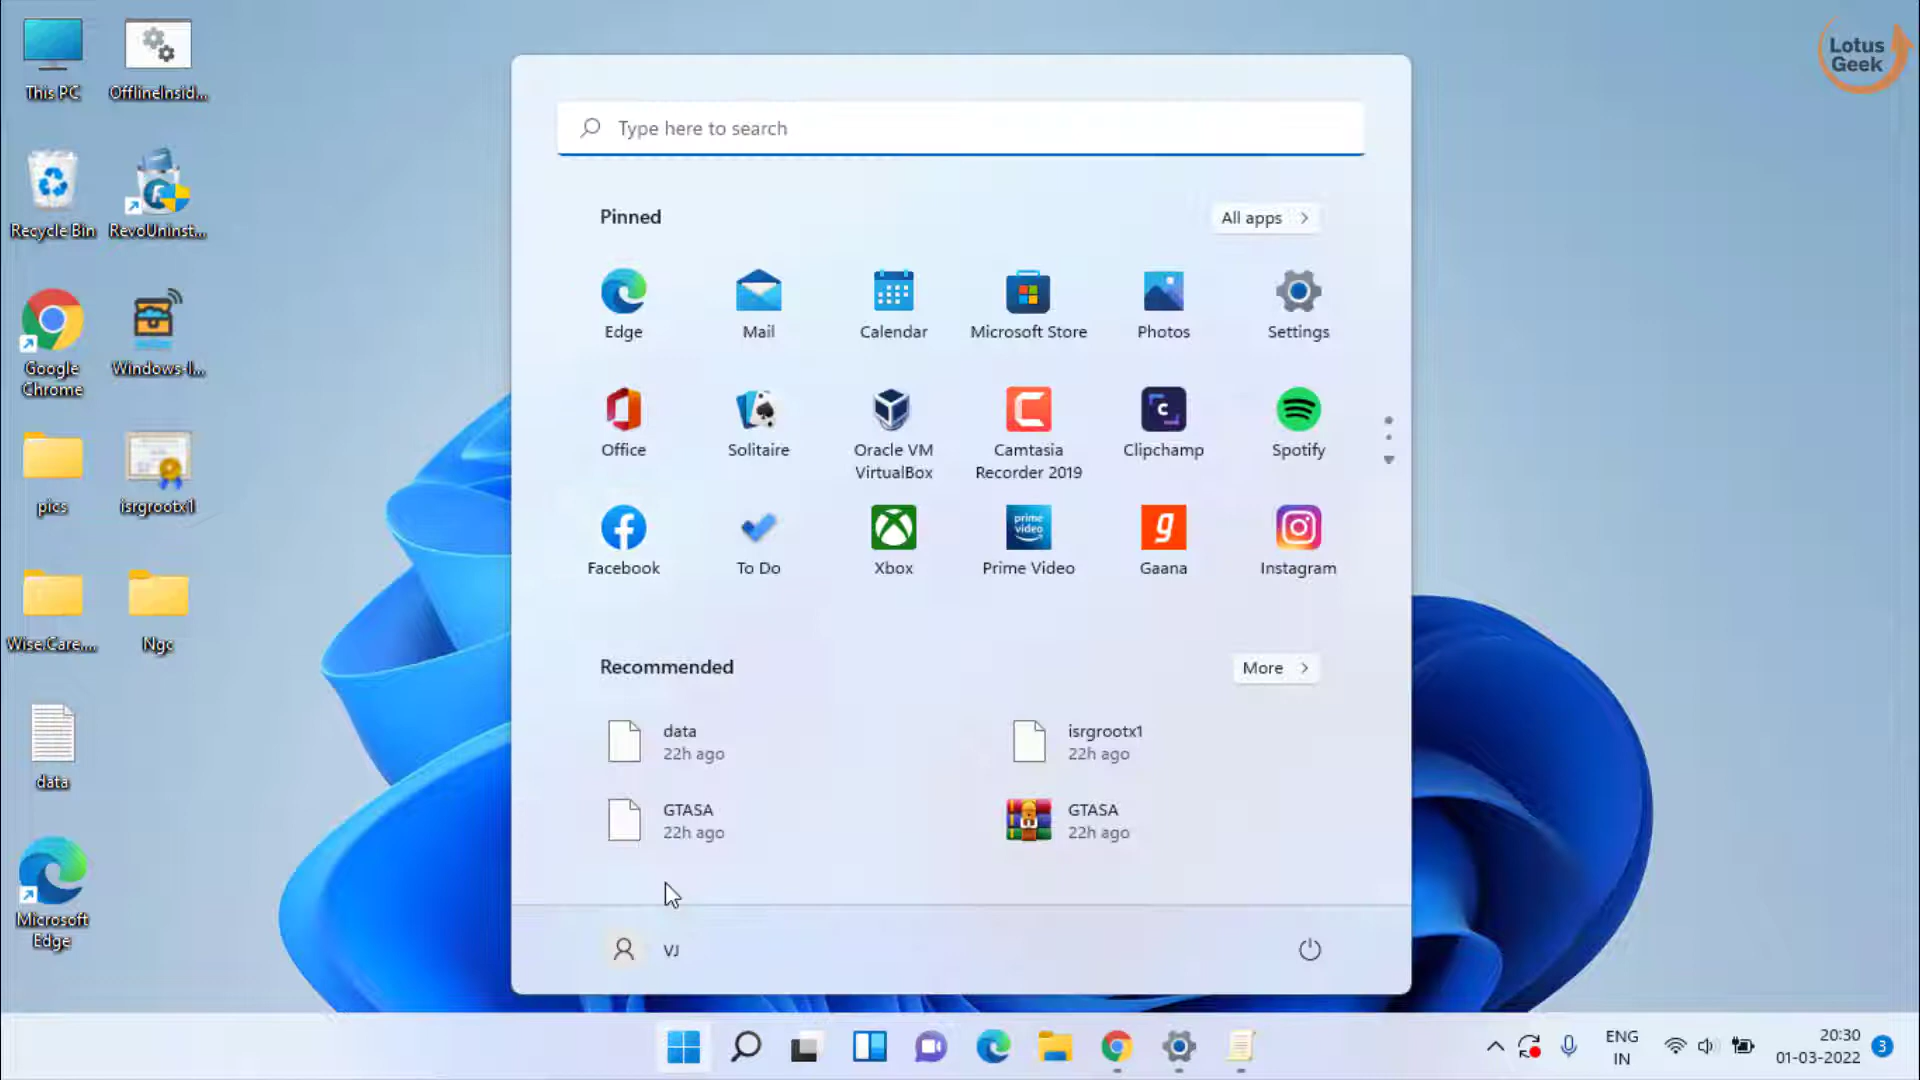 This PC
OfflineInsid...
Recycle Bin
RevoUninst...
Google
Chrome
Windows-I...
pics
isrgrootx1
Wise.Care....
Ngc
data
Microsoft
Edge
Lotus
Geek
Type here to search
Pinned
All apps
Edge
Mail
Calendar
Microsoft Store
Photos
Settings
Office
Solitaire
Oracle VM
VirtualBox
Camtasia
Recorder 2019
Clipchamp
Spotify
Facebook
To Do
Xbox
prime
video
Prime Video
Gaana
Instagram
Recommended
More
data
22h ago
isrgrootx1
22h ago
GTASA
22h ago
GTASA
22h ago
VJ
ENG
IN
20:30
01-03-2022
3